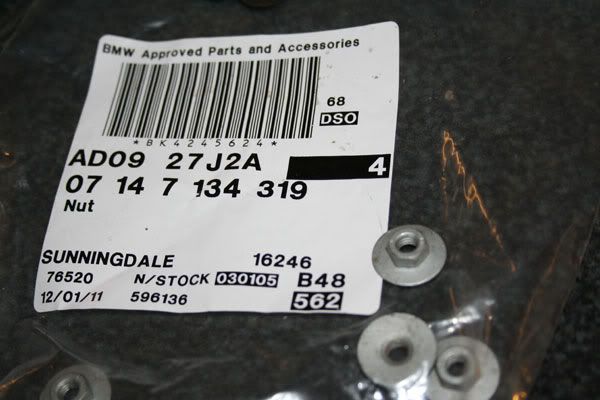 BMW Approved Parts and Accessories
68
DSO
*BK4245624*
AD09 27J2A 4
07 14 7 134 319
Nut
SUNNINGDALE 16246
76520 N/STOCK 030105 B48
12/01/11 596136 562